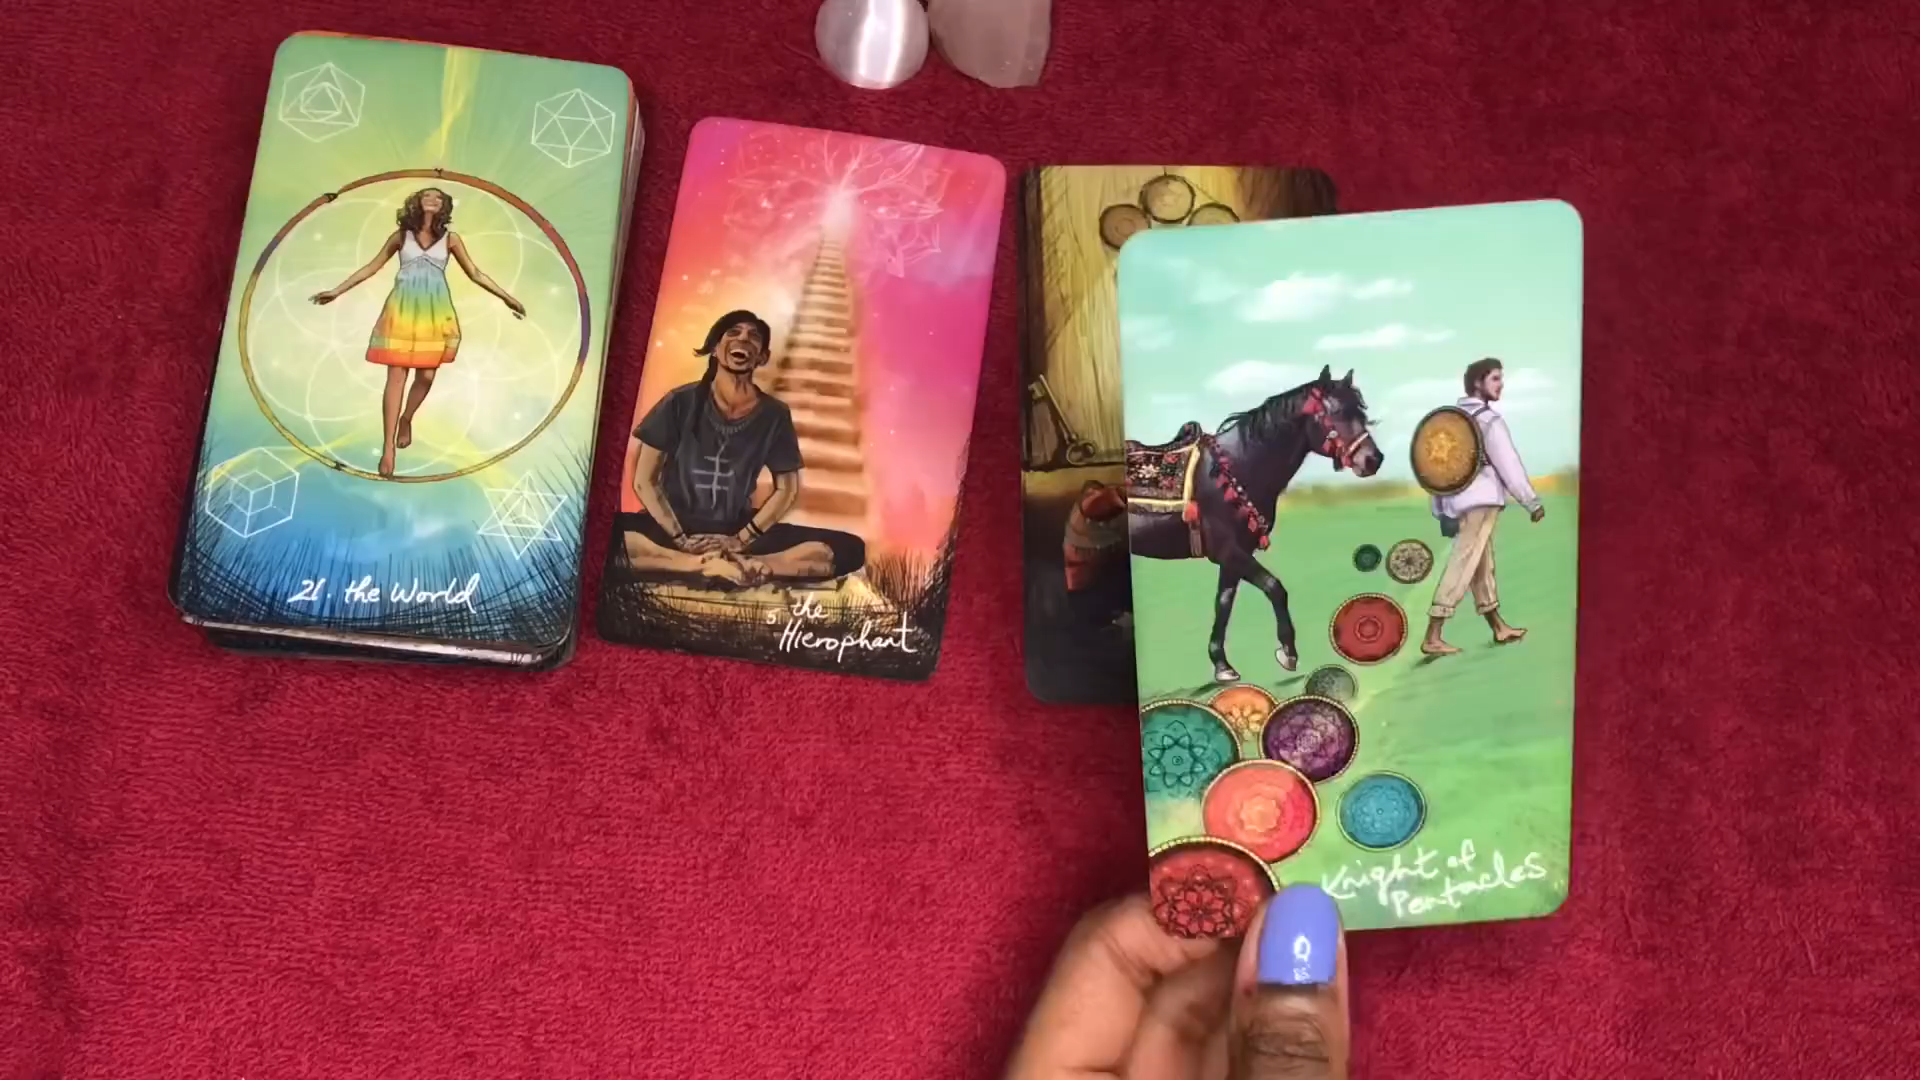 21. the World
5 the
Hierophant
Knight of
Pentacles